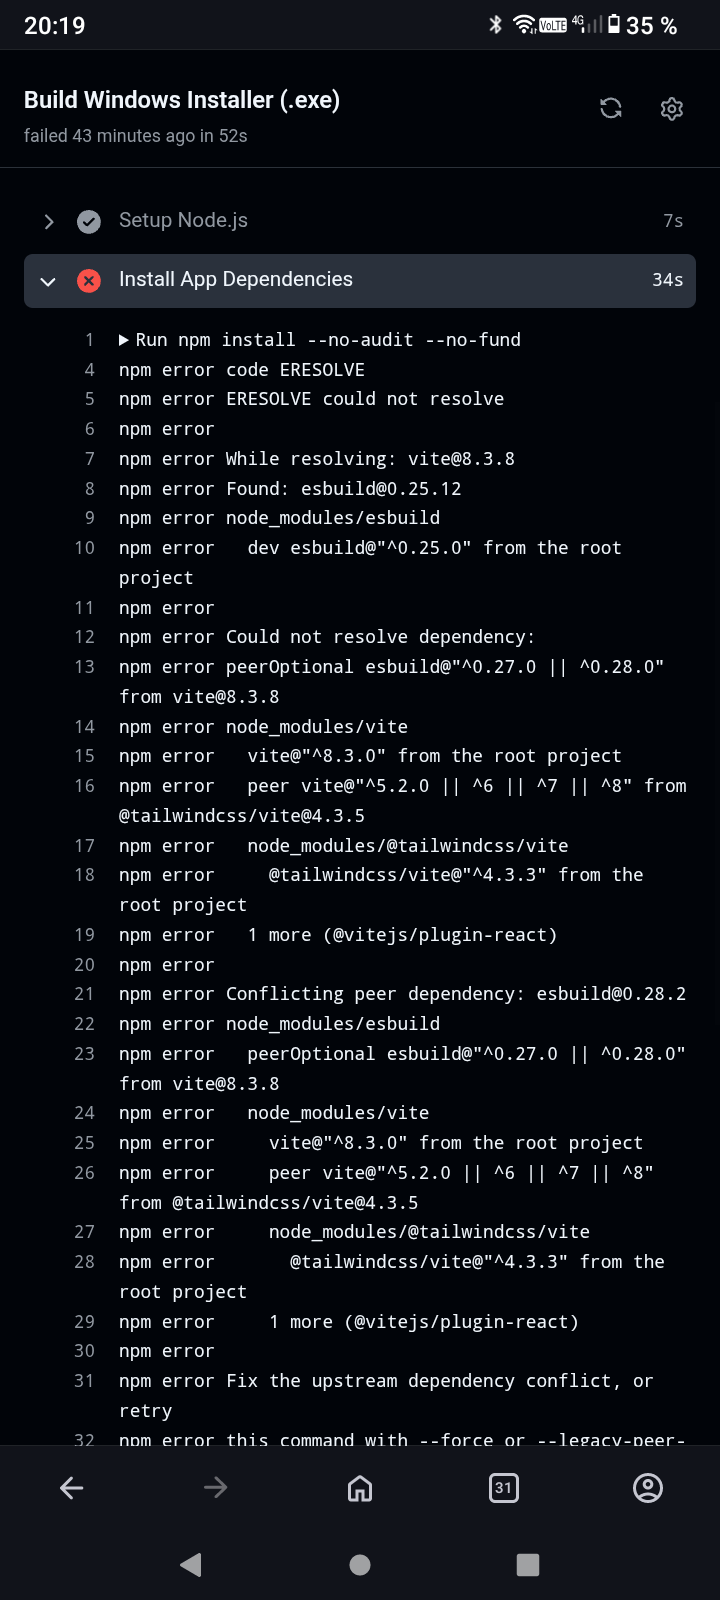 20:19
VoLTE 4G 35 %
Build Windows Installer (.exe)
failed 43 minutes ago in 52s
Setup Node.js 7s
Install App Dependencies 34s
1 Run npm install --no-audit --no-fund
4 npm error code ERESOLVE
5 npm error ERESOLVE could not resolve
6 npm error
7 npm error While resolving: vite@8.3.8
8 npm error Found: esbuild@0.25.12
9 npm error node_modules/esbuild
10 npm error   dev esbuild@"^0.25.0" from the root
project
11 npm error
12 npm error Could not resolve dependency:
13 npm error peerOptional esbuild@"^0.27.0 || ^0.28.0"
from vite@8.3.8
14 npm error node_modules/vite
15 npm error   vite@"^8.3.0" from the root project
16 npm error   peer vite@"^5.2.0 || ^6 || ^7 || ^8" from
@tailwindcss/vite@4.3.5
17 npm error   node_modules/@tailwindcss/vite
18 npm error     @tailwindcss/vite@"^4.3.3" from the
root project
19 npm error   1 more (@vitejs/plugin-react)
20 npm error
21 npm error Conflicting peer dependency: esbuild@0.28.2
22 npm error node_modules/esbuild
23 npm error   peerOptional esbuild@"^0.27.0 || ^0.28.0"
from vite@8.3.8
24 npm error   node_modules/vite
25 npm error     vite@"^8.3.0" from the root project
26 npm error     peer vite@"^5.2.0 || ^6 || ^7 || ^8"
from @tailwindcss/vite@4.3.5
27 npm error     node_modules/@tailwindcss/vite
28 npm error       @tailwindcss/vite@"^4.3.3" from the
root project
29 npm error     1 more (@vitejs/plugin-react)
30 npm error
31 npm error Fix the upstream dependency conflict, or
retry
32 npm error this command with --force or --legacy-peer-
31